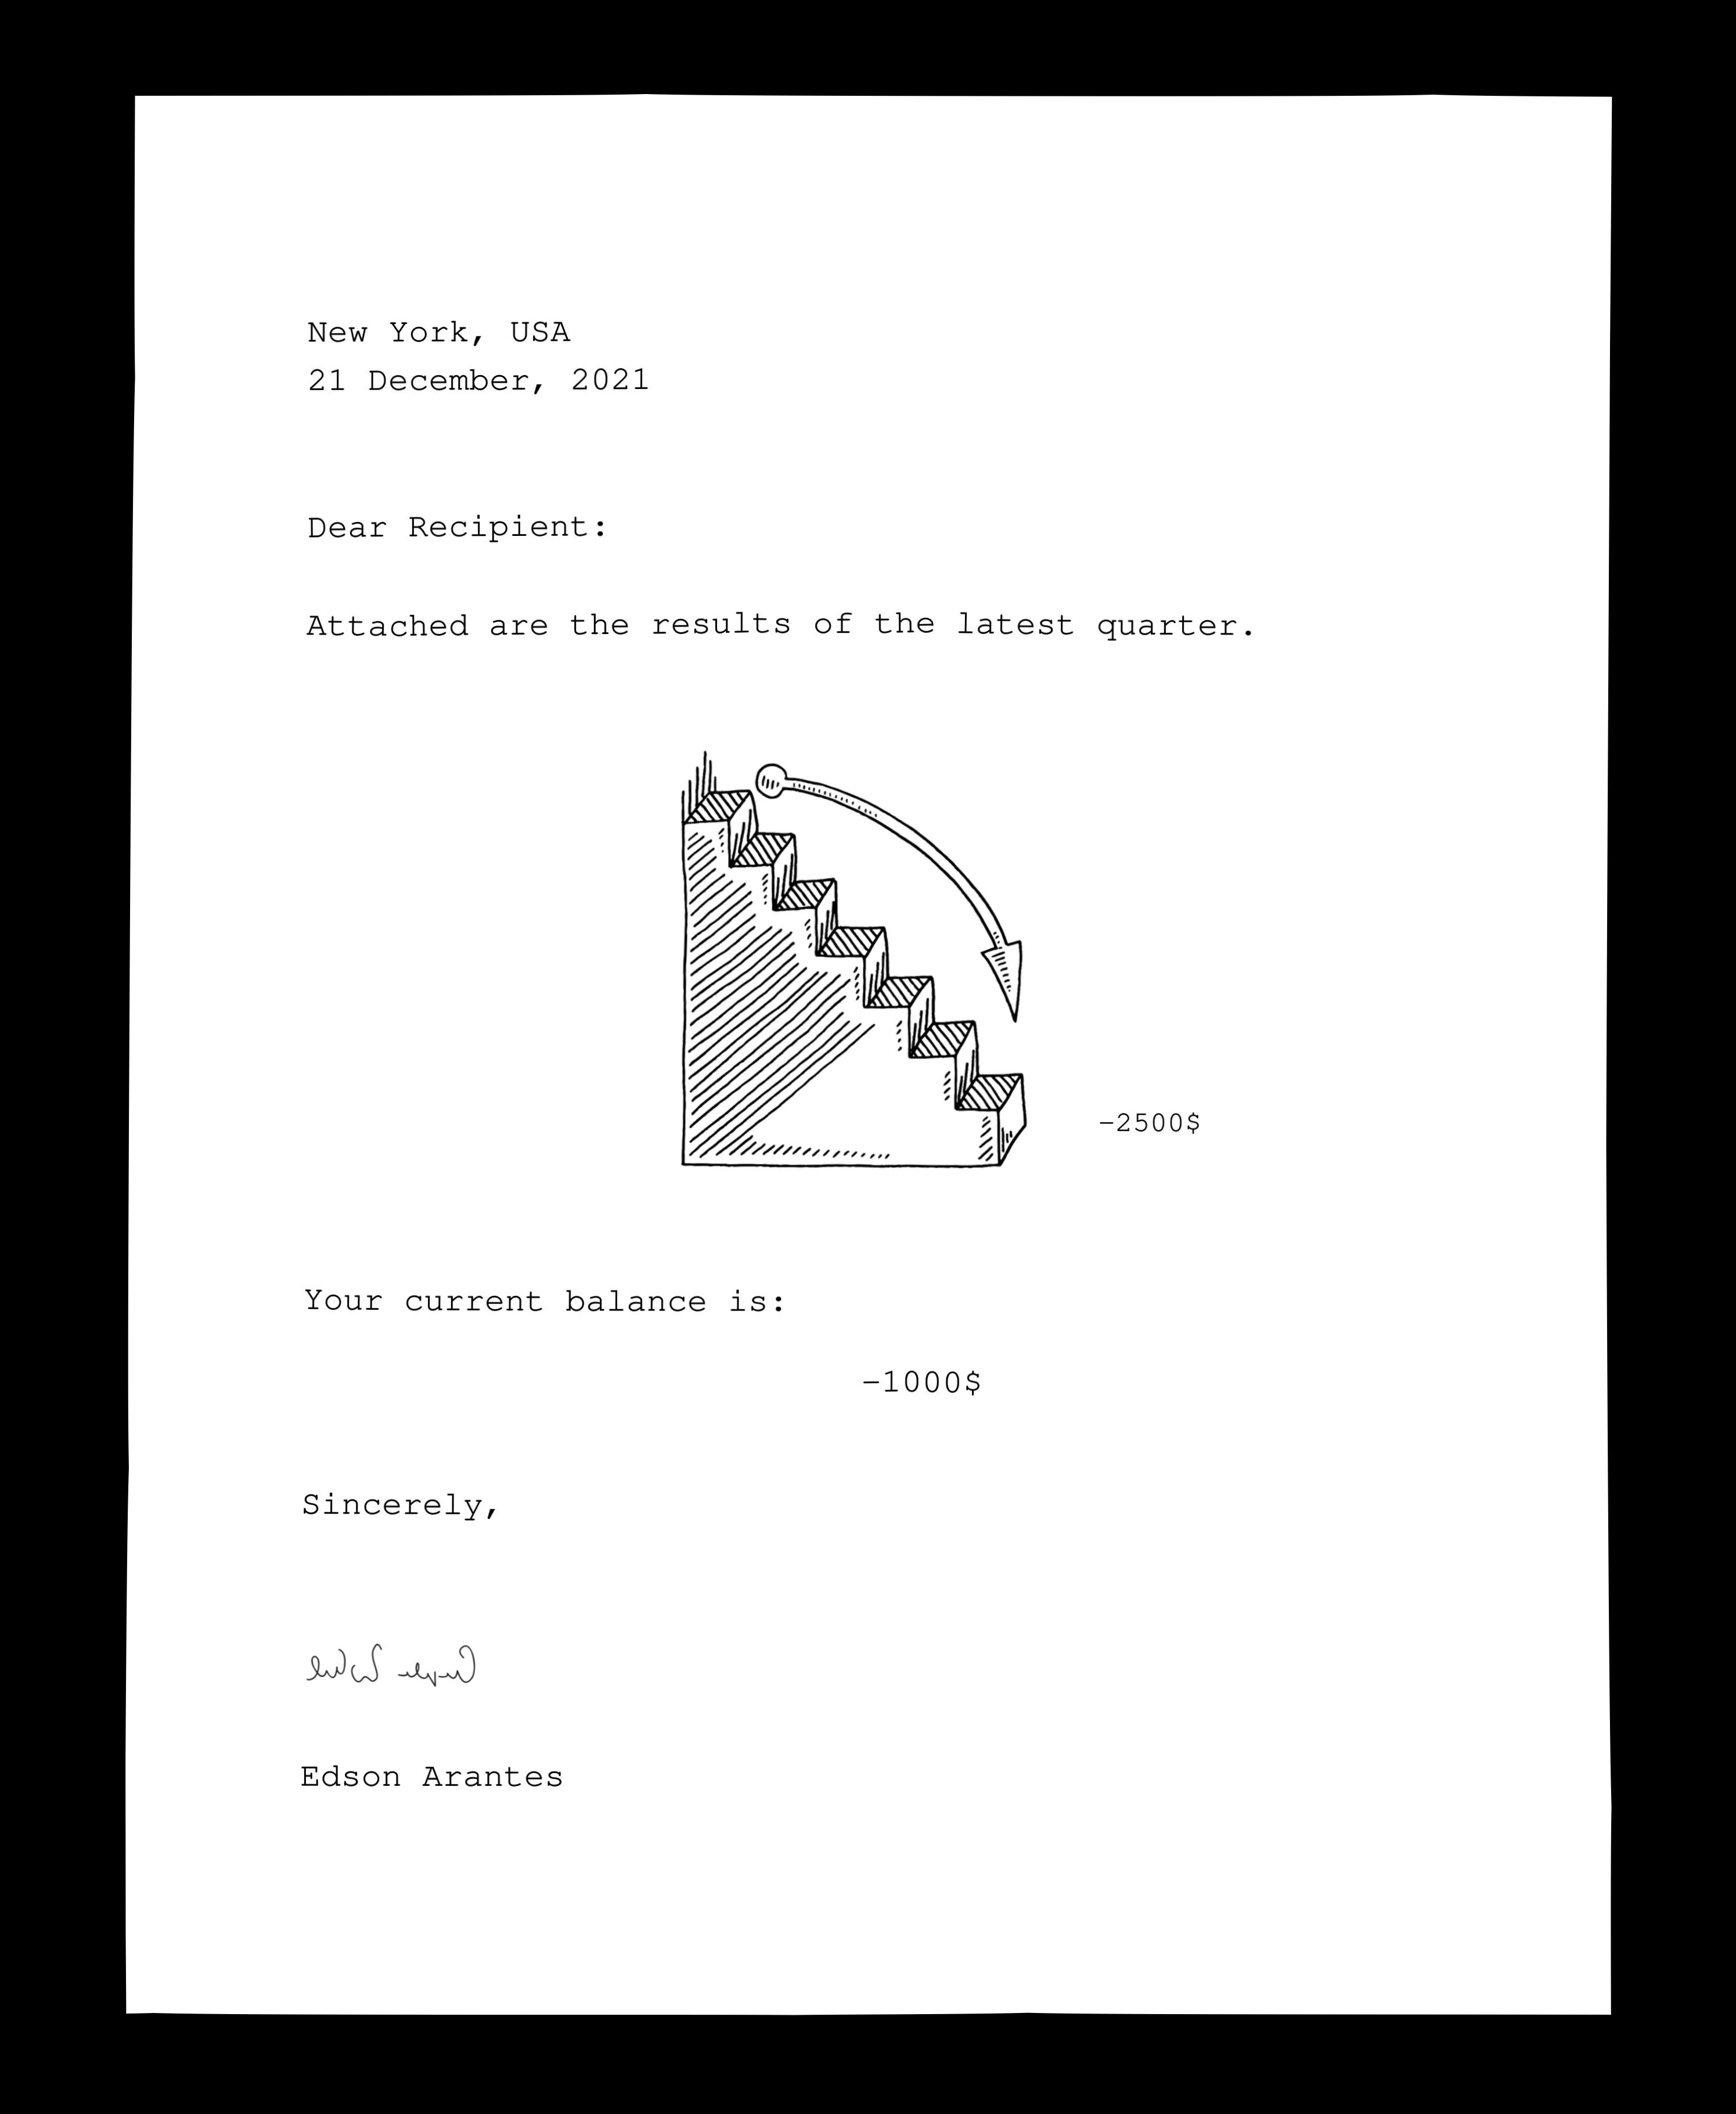 New York, USA
21 December, 2021
Dear Recipient:
Attached are the results of the latest quarter.
-2500$
Your current balance is:
-1000$
Sincerely,
Edson Arantes